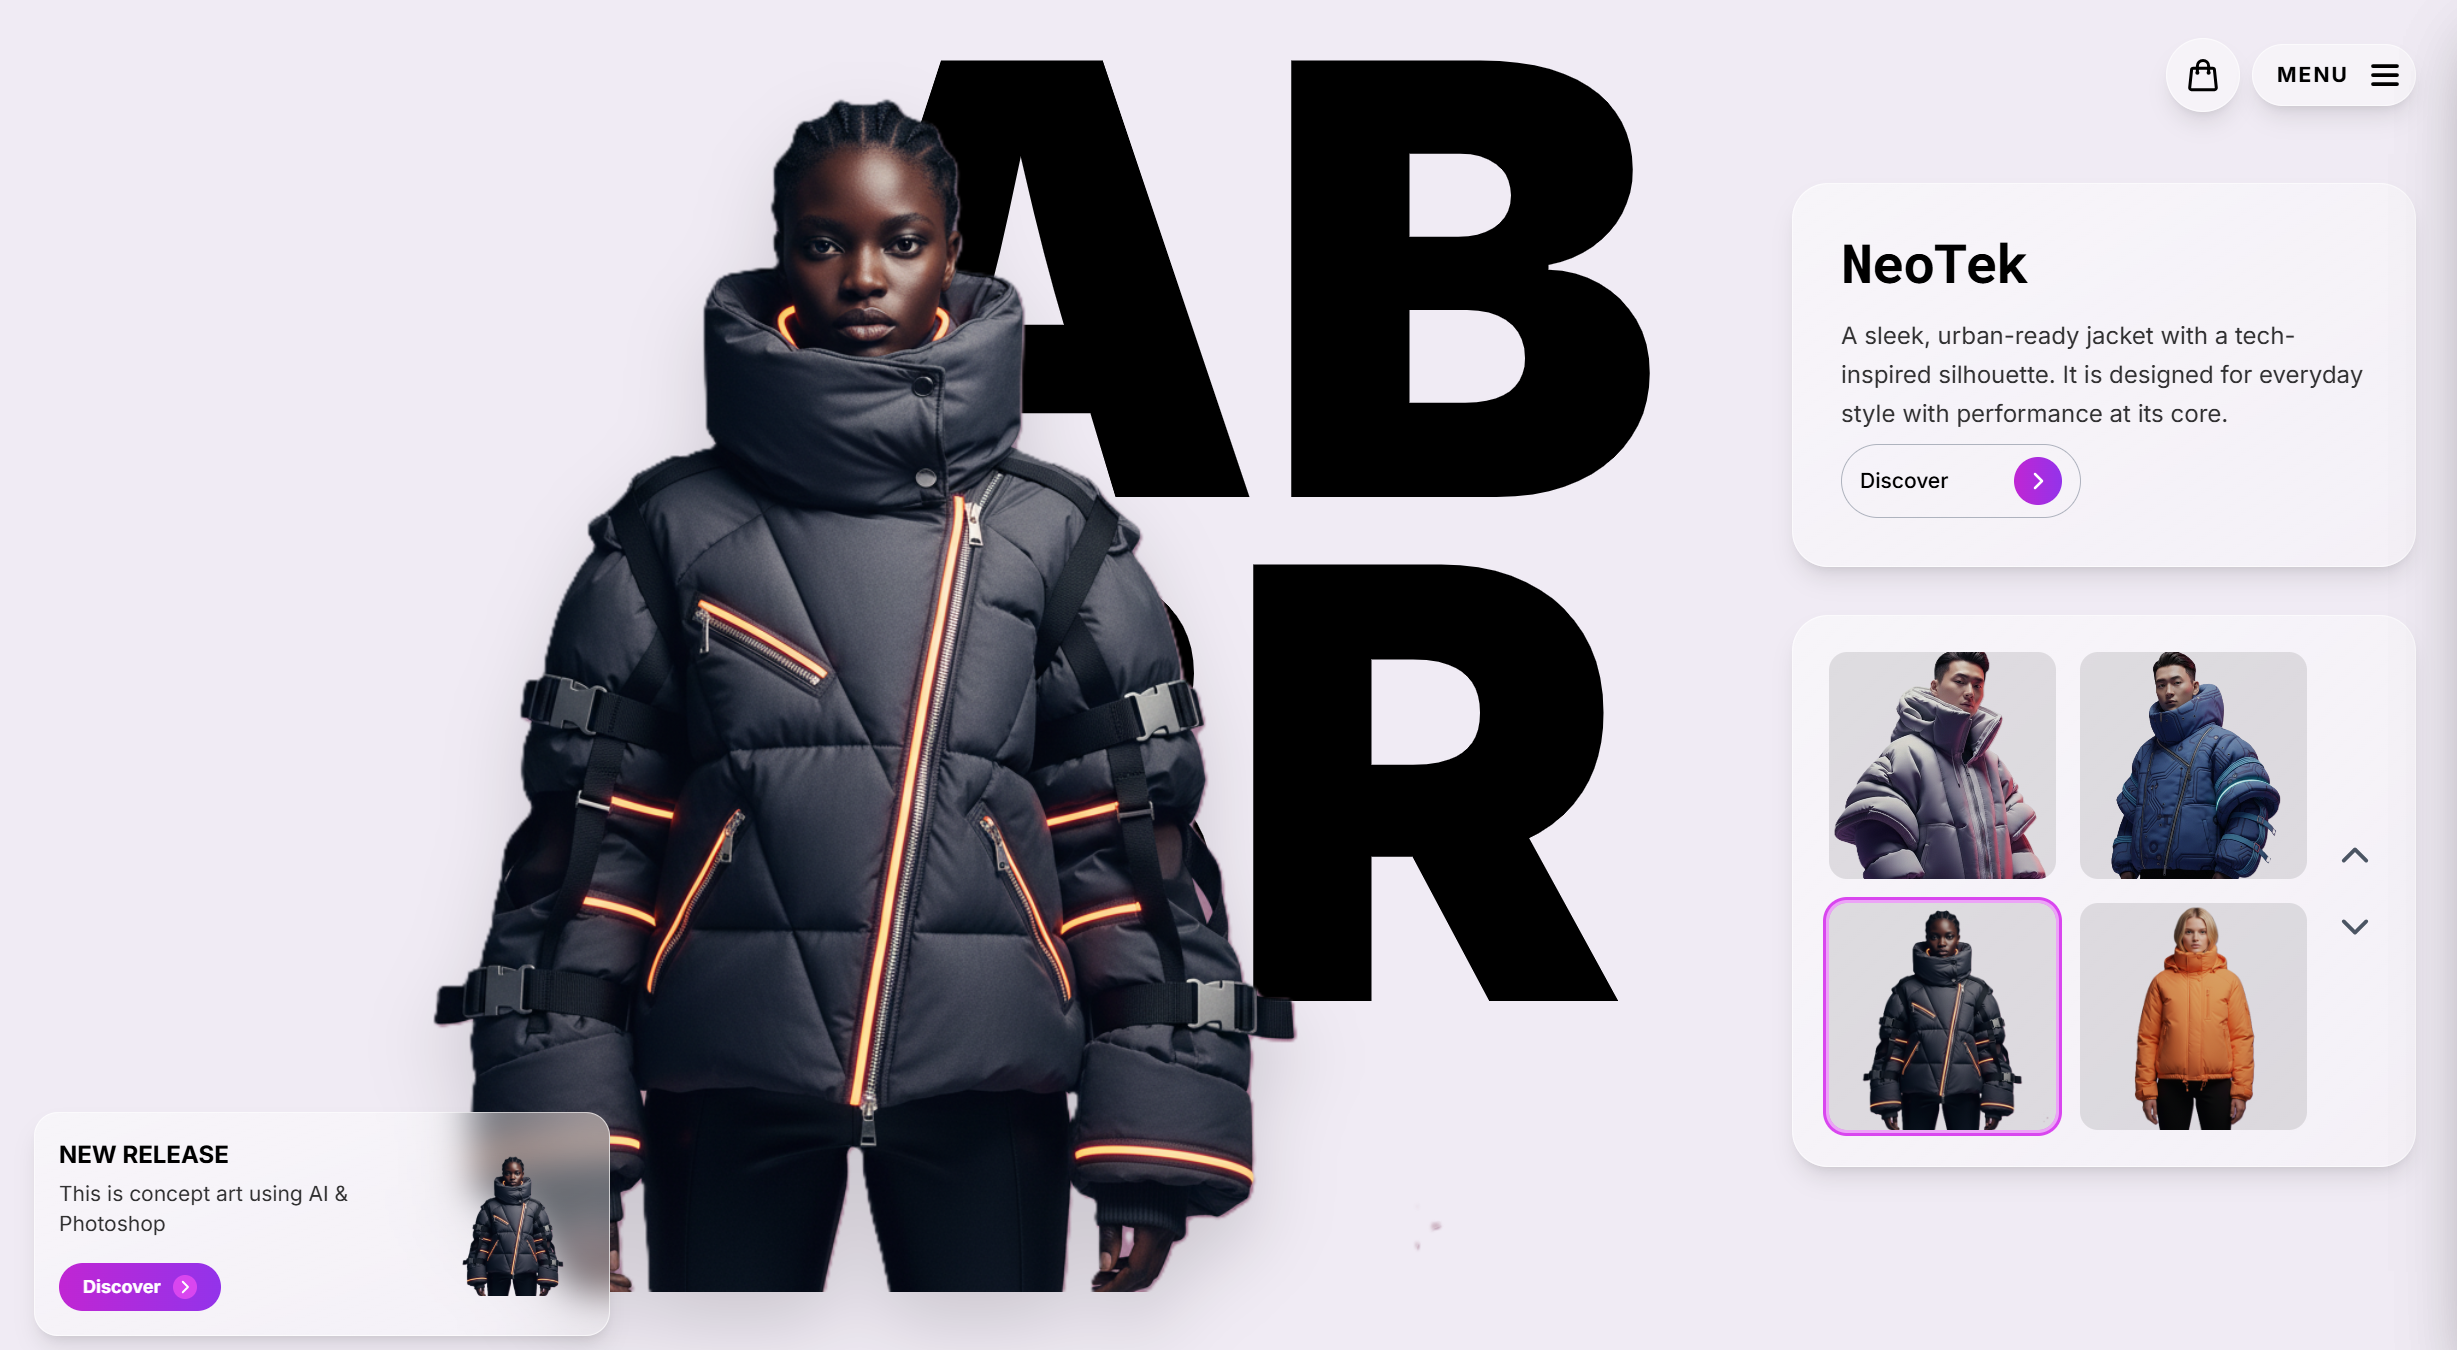 AB
R
MENU
NeoTek
A sleek, urban-ready jacket with a tech-
inspired silhouette. It is designed for everyday
style with performance at its core.
Discover
NEW RELEASE
This is concept art using AI &
Photoshop
Discover